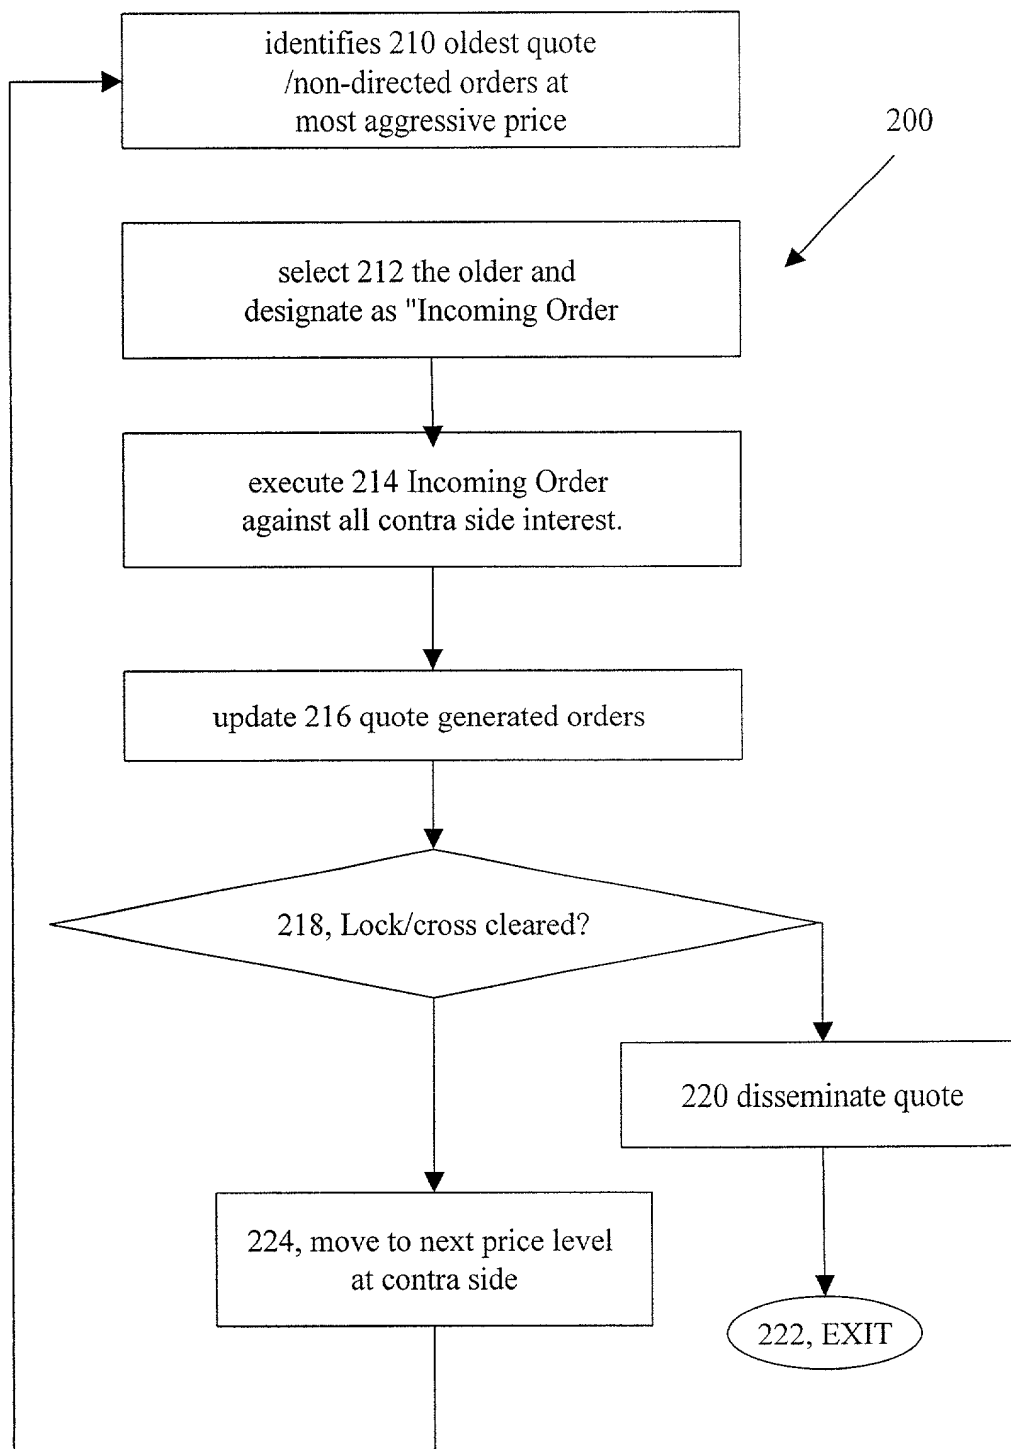 identifies 210 oldest quote
/non-directed orders at
most aggressive price
200
select 212 the older and
designate as "Incoming Order
execute 214 Incoming Order
against all contra side interest.
update 216 quote generated orders
218, Lock/cross cleared?
220 disseminate quote
224, move to next price level
at contra side
222, EXIT